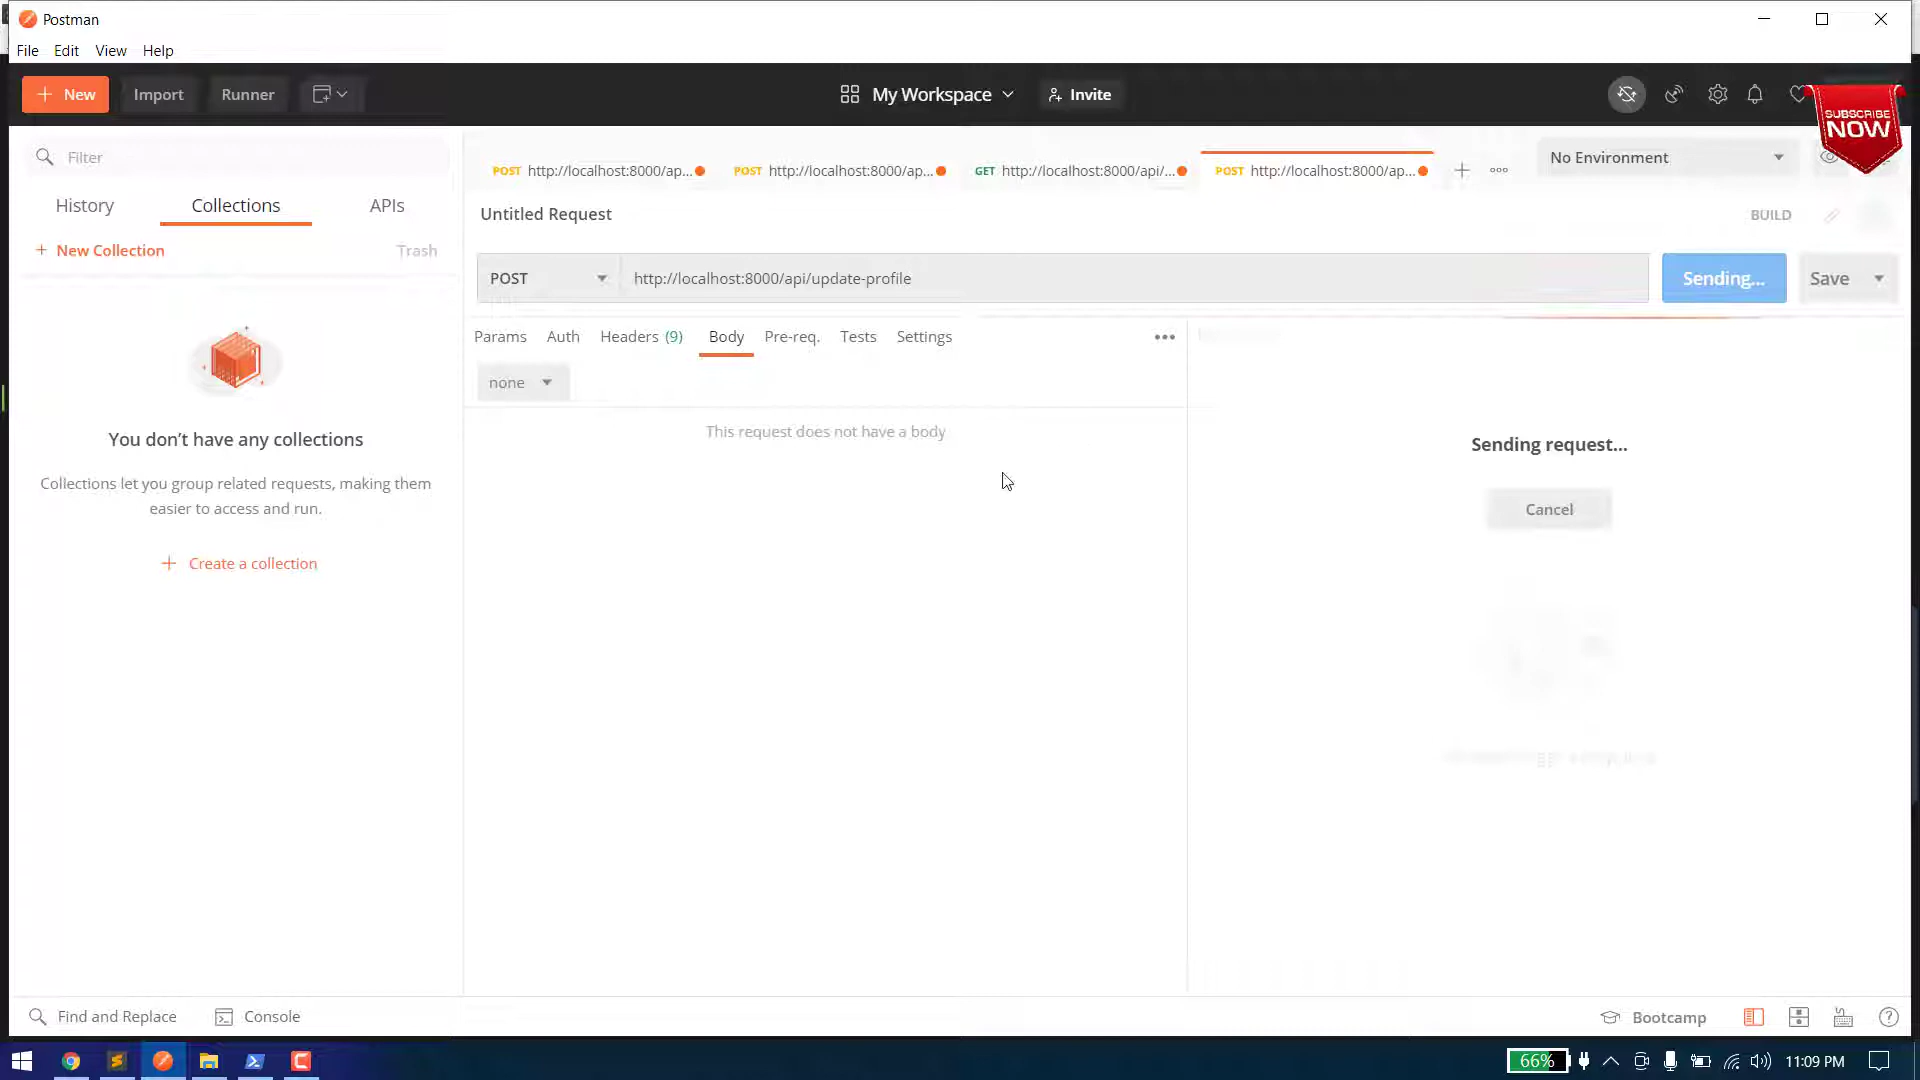 Postman
File Edit View Help
New Import Runner My Workspace Invite
SUBSCRIBE
NOW
Filter
POST http://localhost:8000/ap... POST http://localhost:8000/ap... GET http://localhost:8000/api/... POST http://localhost:8000/ap... No Environment
History Collections APIs
Untitled Request BUILD
New Collection Trash
POST http://localhost:8000/api/update-profile Sending... Save
Params Auth Headers (9) Body Pre-req. Tests Settings
none
This request does not have a body
You don't have any collections
Sending request...
Collections let you group related requests, making them
easier to access and run.
Cancel
Create a collection
Find and Replace Console Bootcamp
66% 11:09 PM